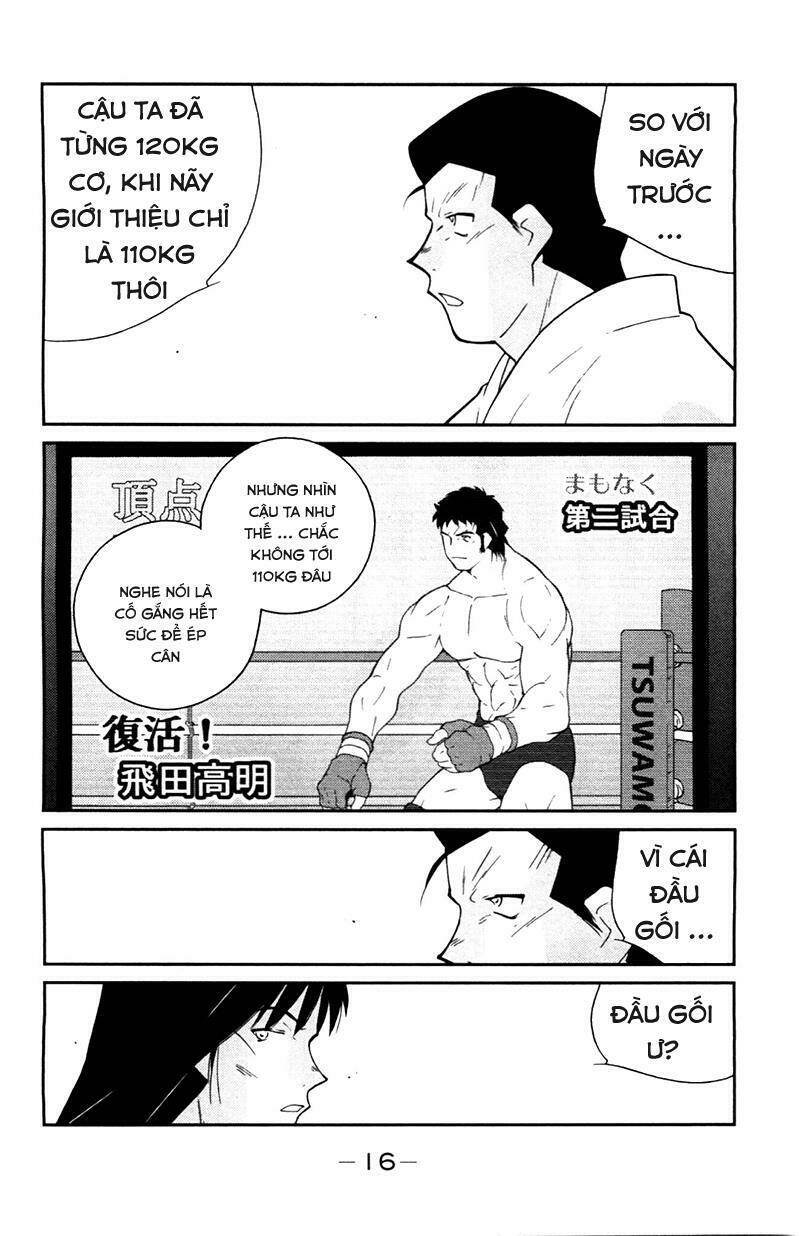 SO VỚI
NGÀY
TRƯỚC
...
CẬU TA ĐÃ
TỪNG 120KG
CƠ, KHI NÃY
GIỚI THIỆU CHỈ
LÀ 110KG
THÔI
まもなく
第二試合
頂点
NHƯNG NHÌN
CẬU TA NHƯ
THẾ ... CHẮC
KHÔNG TỚI
110KG ĐÂU
NGHE NÓI LÀ
CỐ GẮNG HẾT
SỨC ĐỂ ÉP
CÂN
TSUWAMO
復活！
飛田高明
VÌ CÁI
ĐẦU
GỐI ...
ĐẦU GỐI
Ư?
— 16 —